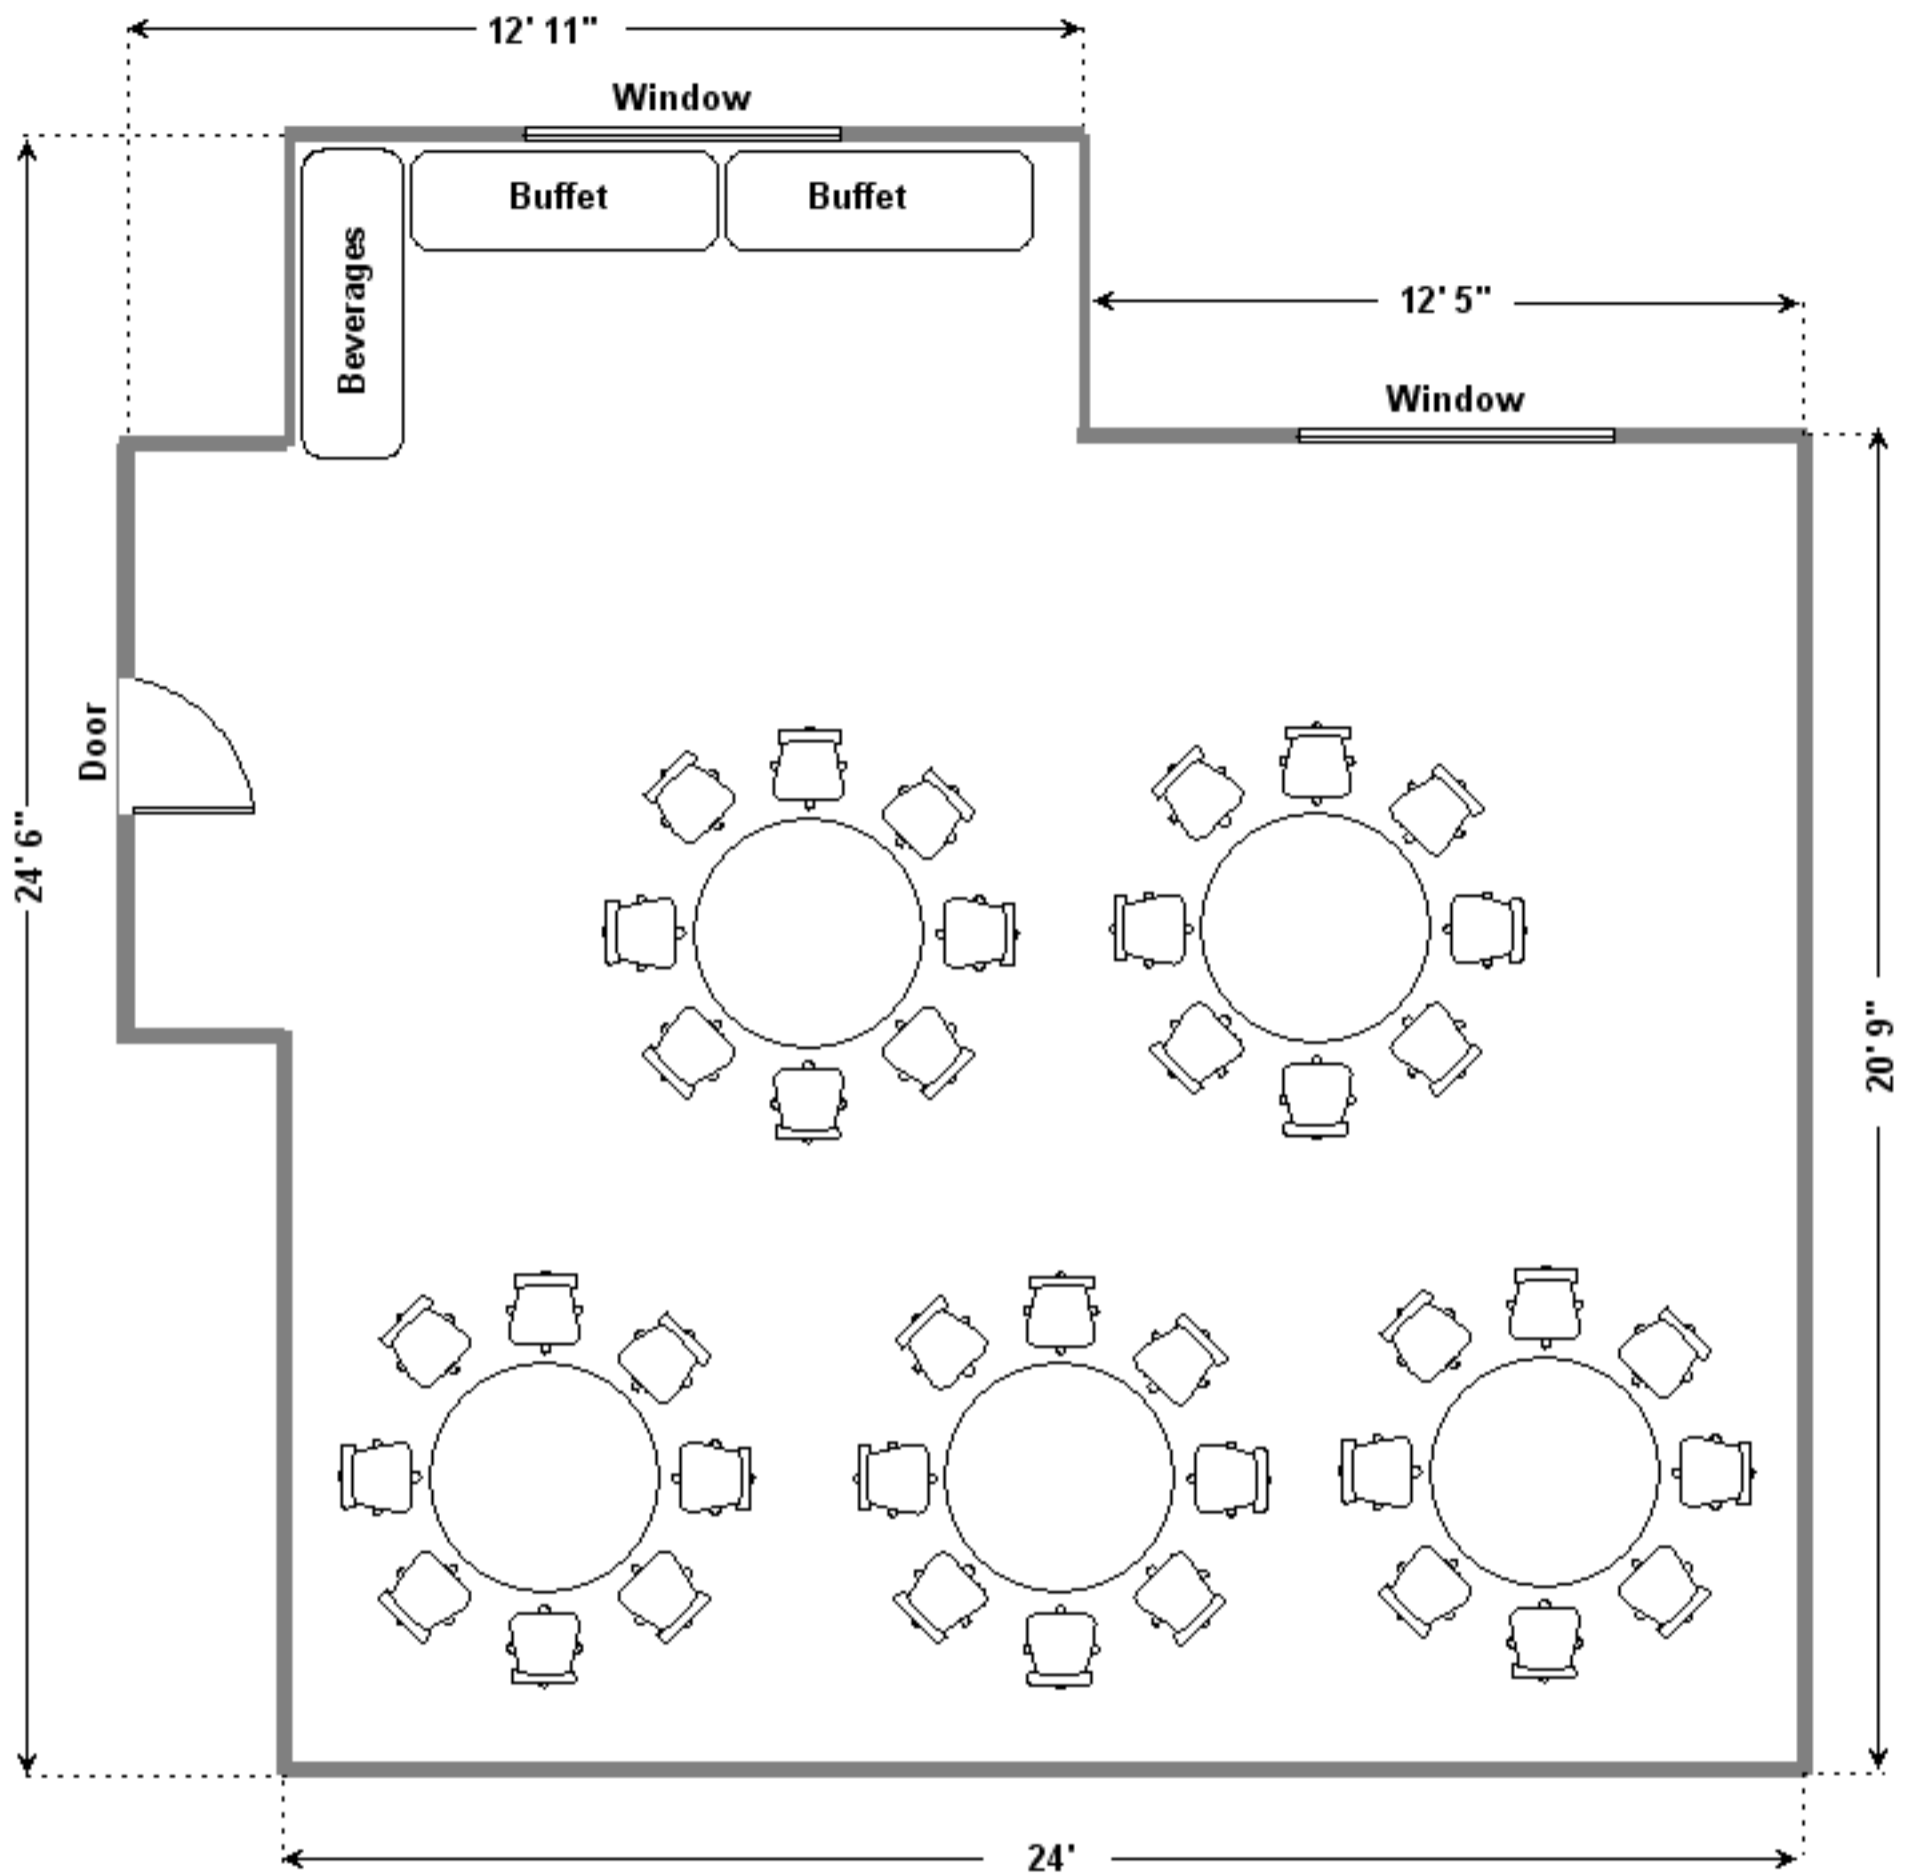 12' 11"
Window
Buffet
Buffet
Beverages
12' 5"
Window
Door
24' 6"
20' 9"
24'